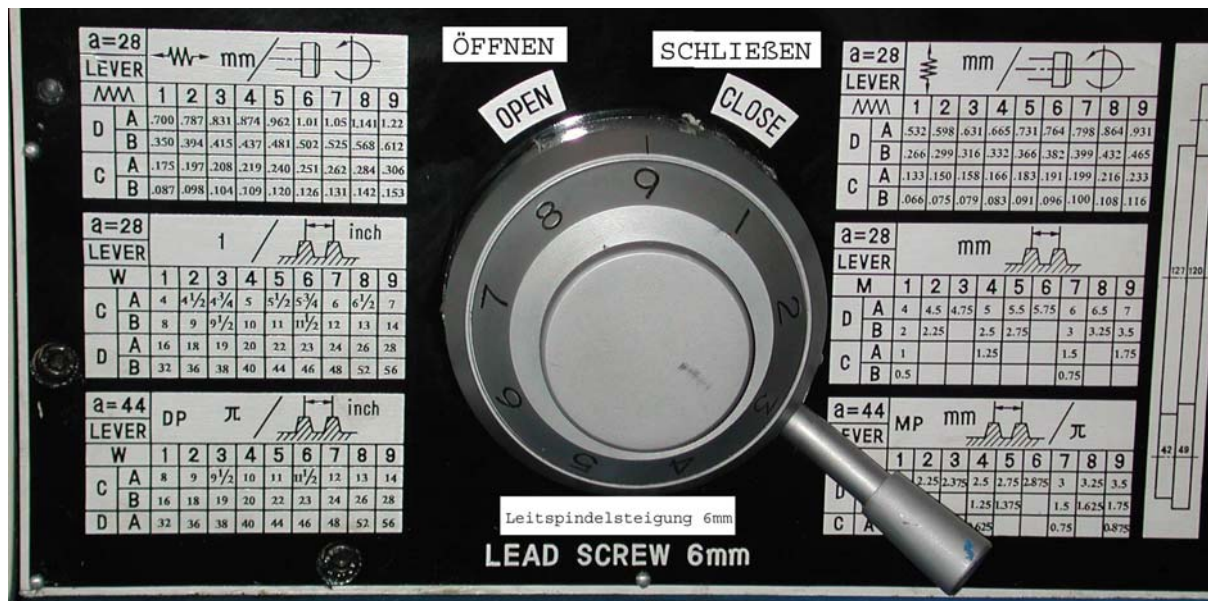 ÖFFNEN
SCHLIEßEN
OPEN
CLOSE
a=28 mm /
LEVER
1 2 3 4 5 6 7 8 9
D A .700 .787 .831 .874 .962 1.01 1.05 1.141 1.22
B .350 .394 .415 .437 .481 .502 .525 .568 .612
C A .175 .197 .208 .219 .240 .251 .262 .284 .306
B .087 .098 .104 .109 .120 .126 .131 .142 .153
a=28 1 / inch
LEVER
W 1 2 3 4 5 6 7 8 9
C A 4 4½ 4¾ 5 5½ 5¾ 6 6½ 7
B 8 9 9½ 10 11 11½ 12 13 14
D A 16 18 19 20 22 23 24 26 28
B 32 36 38 40 44 46 48 52 56
a=44 DP π / inch
LEVER
W 1 2 3 4 5 6 7 8 9
C A 8 9 9½ 10 11 11½ 12 13 14
B 16 18 19 20 22 23 24 26 28
D A 32 36 38 40 44 46 48 52 56
9
1
2
3
4
5
6
7
8
Leitspindelsteigung 6mm
LEAD SCREW 6mm
a=28 mm /
LEVER
1 2 3 4 5 6 7 8 9
D A .532 .598 .631 .665 .731 .764 .798 .864 .931
B .266 .299 .316 .332 .366 .382 .399 .432 .465
C A .133 .150 .158 .166 .183 .191 .199 .216 .233
B .066 .075 .079 .083 .091 .096 .100 .108 .116
a=28 mm
LEVER
M 1 2 3 4 5 6 7 8 9
D A 4 4.5 4.75 5 5.5 5.75 6 6.5 7
B 2 2.25 2.5 2.75 3 3.25 3.5
C A 1 1.25 1.5 1.75
B 0.5 0.75
a=44 MP mm / π
1 2 3 4 5 6 7 8 9
D 2.25 2.375 2.5 2.75 2.875 3 3.25 3.5
1.25 1.375 1.5 1.625 1.75
C 0.75 0.875
127 120
42 49